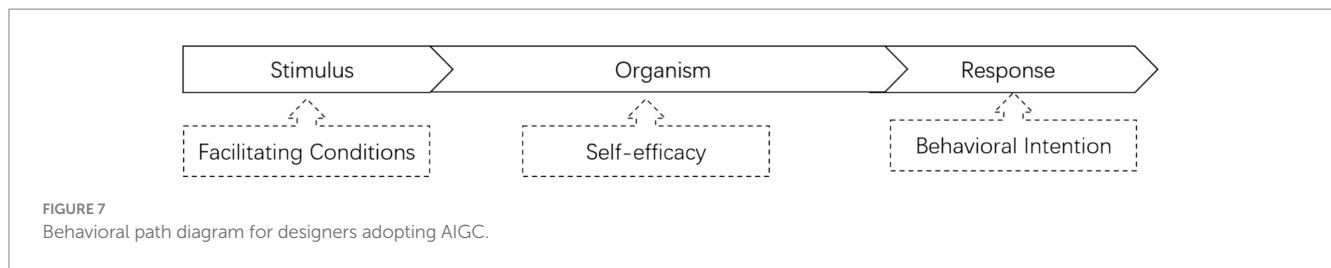 Stimulus
Organism
Response
Facilitating Conditions
Self-efficacy
Behavioral Intention
FIGURE 7
Behavioral path diagram for designers adopting AIGC.